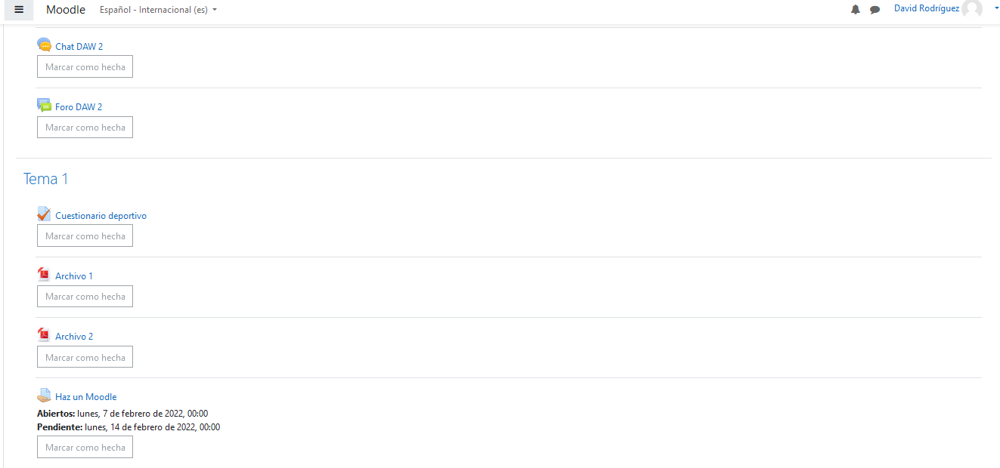 Moodle Español - Internacional (es) David Rodríguez
Chat DAW 2
Marcar como hecha
Foro DAW 2
Marcar como hecha
Tema 1
Cuestionario deportivo
Marcar como hecha
Archivo 1
Marcar como hecha
Archivo 2
Marcar como hecha
Haz un Moodle
Abiertos: lunes, 7 de febrero de 2022, 00:00
Pendiente: lunes, 14 de febrero de 2022, 00:00
Marcar como hecha